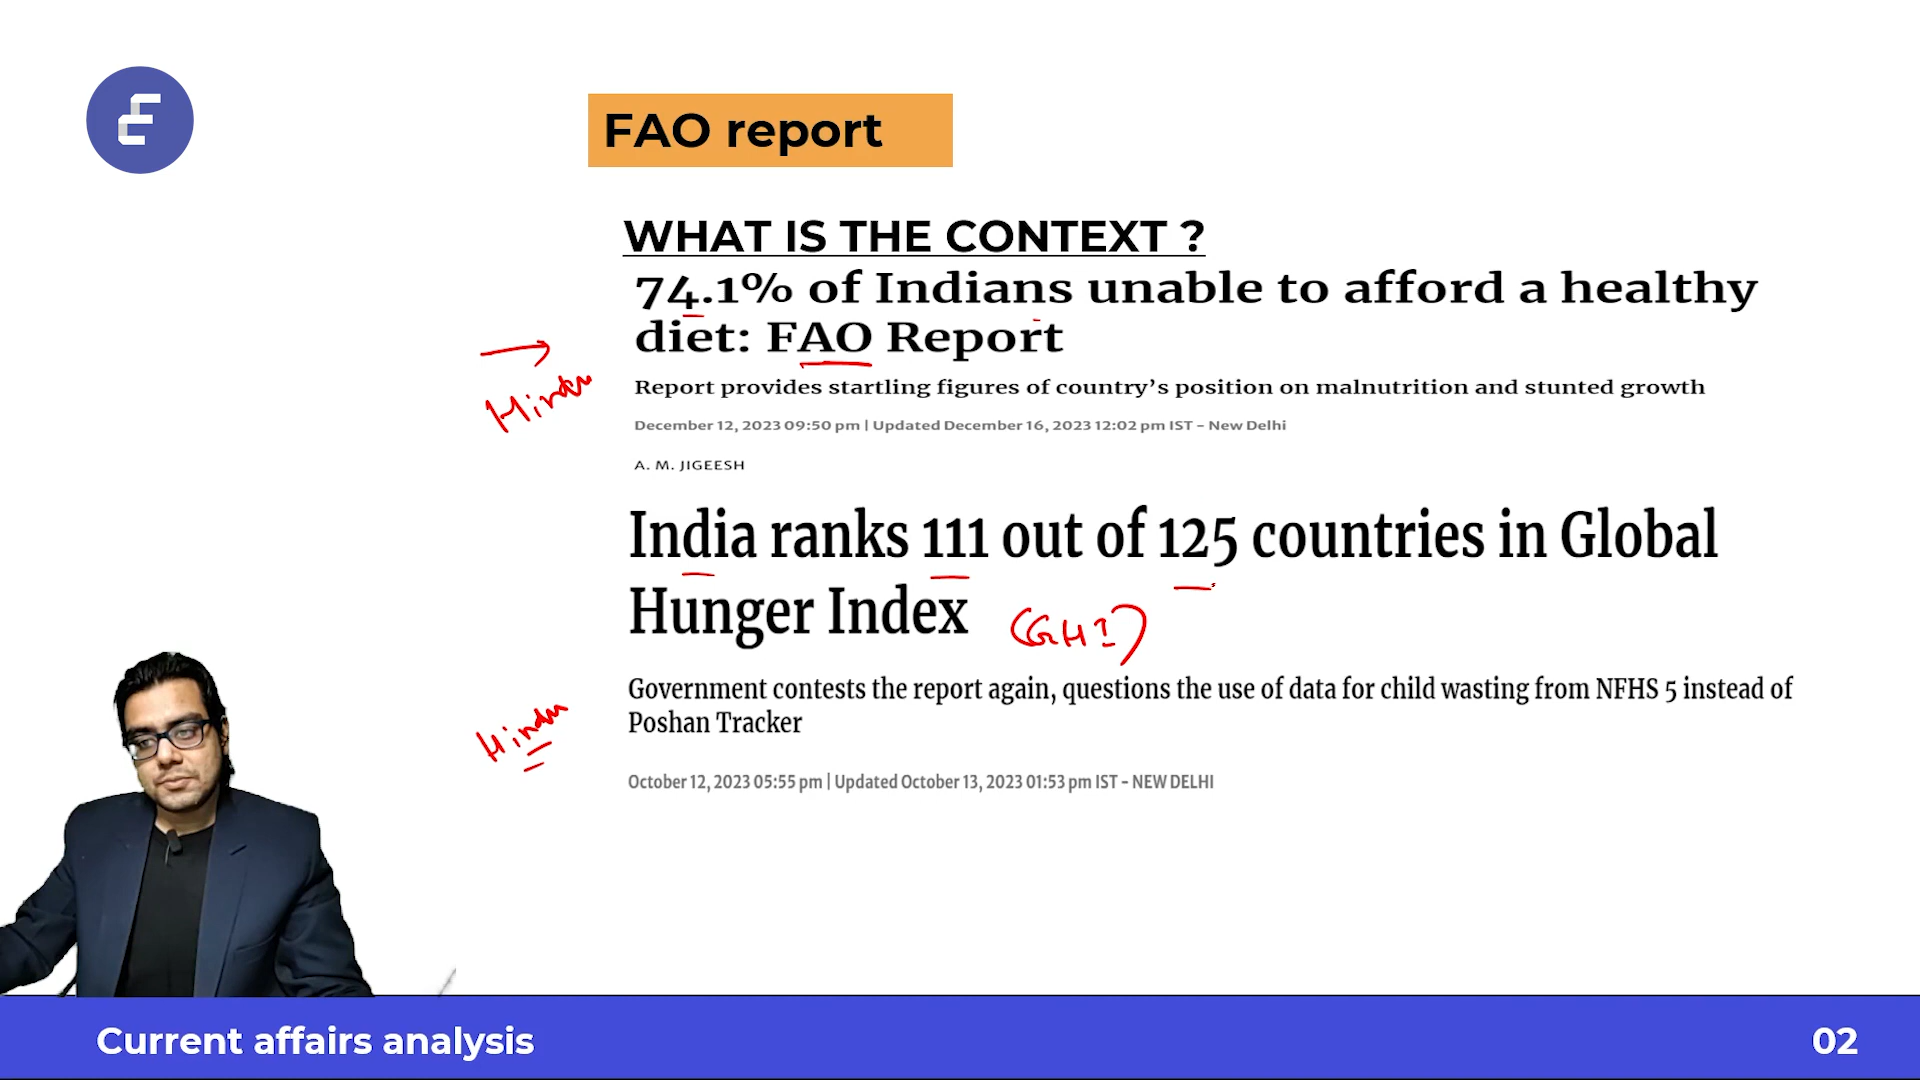 FAO report
WHAT IS THE CONTEXT ?
74.1% of Indians unable to afford a healthy
diet: FAO Report
Hindu
Report provides startling figures of country's position on malnutrition and stunted growth
December 12, 2023 09:50 pm | Updated December 16, 2023 12:02 pm IST - New Delhi
A. M. JIGEESH
India ranks 111 out of 125 countries in Global
Hunger Index (GHI)
Government contests the report again, questions the use of data for child wasting from NFHS 5 instead of
Poshan Tracker
Hindu
October 12, 2023 05:55 pm | Updated October 13, 2023 01:53 pm IST - NEW DELHI
Current affairs analysis
02